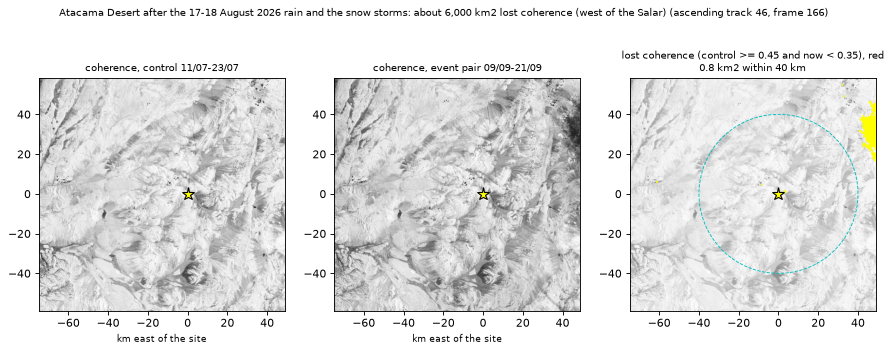 Atacama Desert after the 17-18 August 2026 rain and the snow storms: about 6,000 km2 lost coherence (west of the Salar) (ascending track 46, frame 166)
coherence, control 11/07-23/07
coherence, event pair 09/09-21/09
lost coherence (control >= 0.45 and now < 0.35), red
0.8 km2 within 40 km
40
20
0
−20
−40
−60 −40 −20 0 20 40
km east of the site
40
20
0
−20
−40
−60 −40 −20 0 20 40
km east of the site
40
20
0
−20
−40
−60 −40 −20 0 20 40